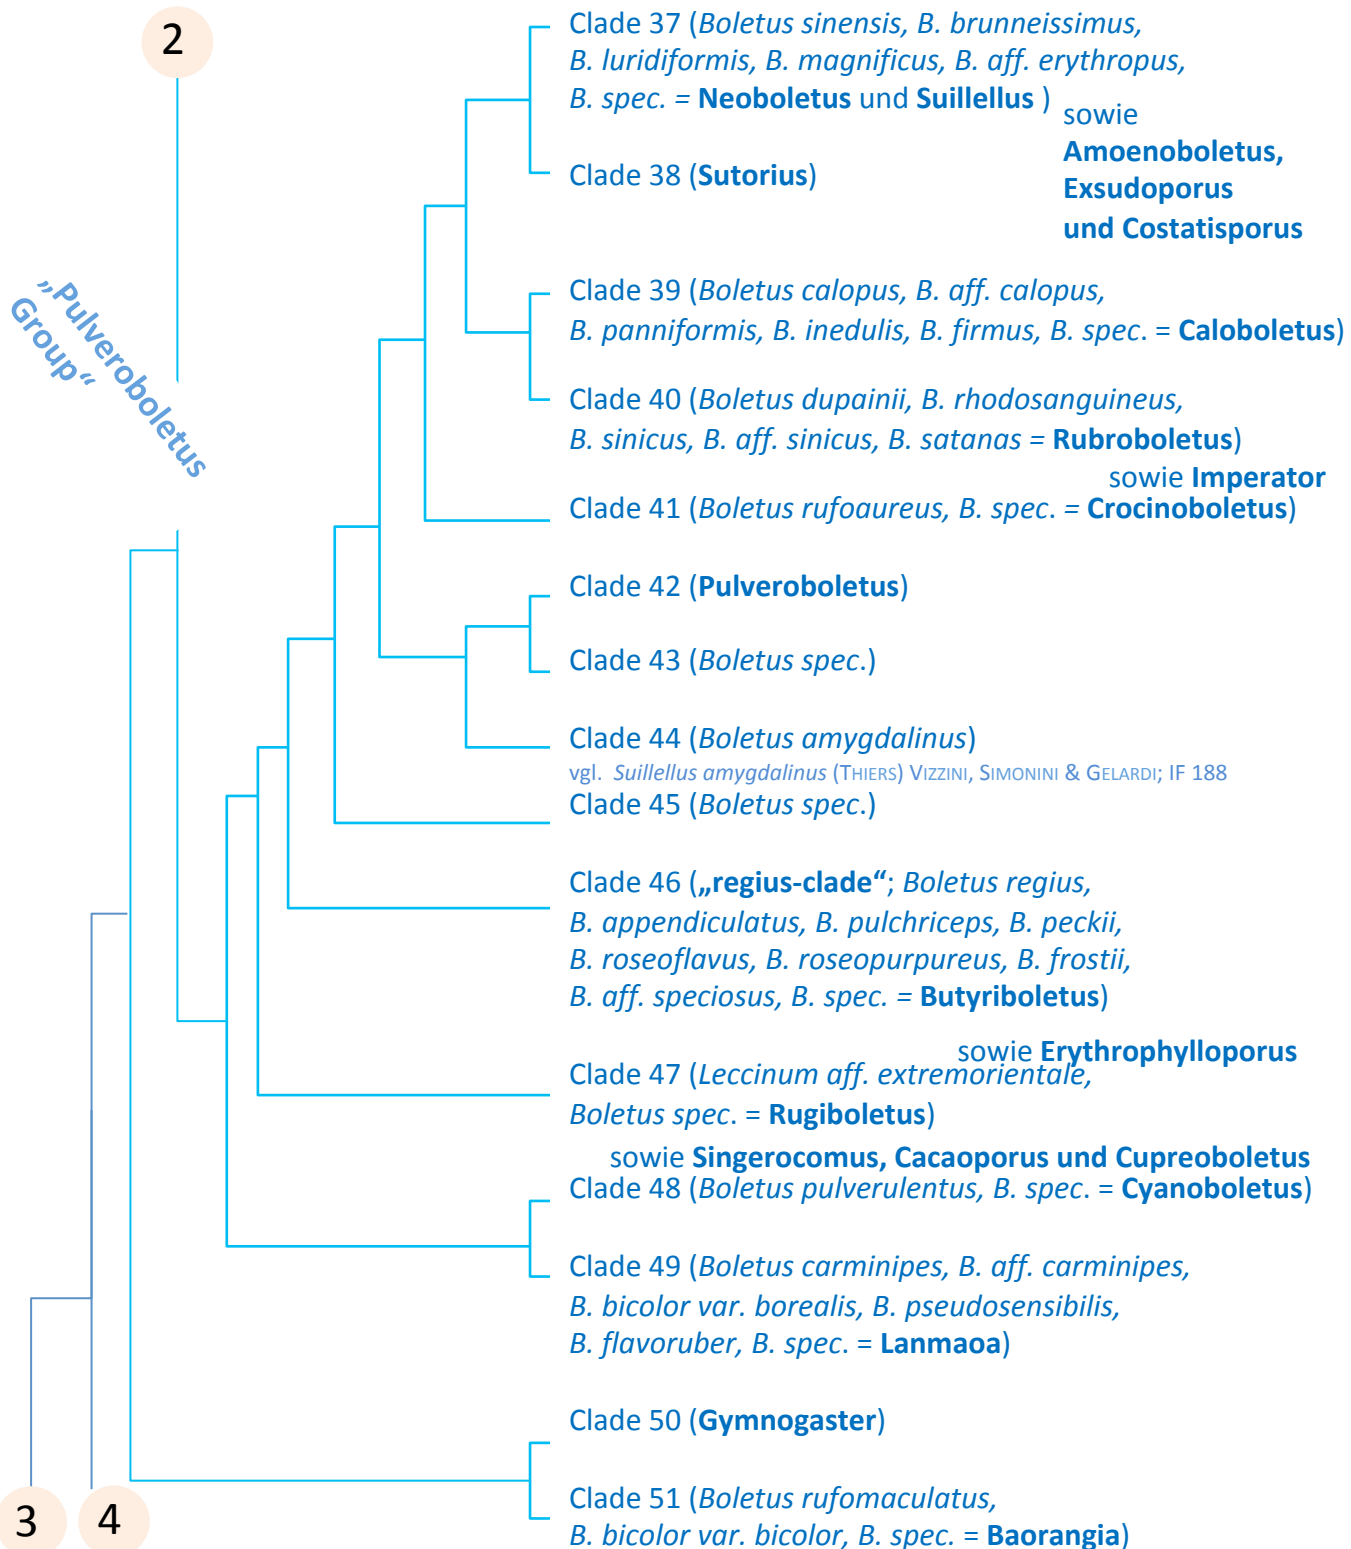 2
Clade 37 (Boletus sinensis, B. brunneissimus,
B. luridiformis, B. magnificus, B. aff. erythropus,
B. spec. = Neoboletus und Suillellus )
sowie
Amoenoboletus,
Exsudoporus
und Costatisporus
Clade 38 (Sutorius)
„Pulveroboletus
Group“
Clade 39 (Boletus calopus, B. aff. calopus,
B. panniformis, B. inedulis, B. firmus, B. spec. = Caloboletus)
Clade 40 (Boletus dupainii, B. rhodosanguineus,
B. sinicus, B. aff. sinicus, B. satanas = Rubroboletus)
sowie Imperator
Clade 41 (Boletus rufoaureus, B. spec. = Crocinoboletus)
Clade 42 (Pulveroboletus)
Clade 43 (Boletus spec.)
Clade 44 (Boletus amygdalinus)
vgl. Suillellus amygdalinus (THIERS) VIZZINI, SIMONINI & GELARDI; IF 188
Clade 45 (Boletus spec.)
Clade 46 („regius-clade“; Boletus regius,
B. appendiculatus, B. pulchriceps, B. peckii,
B. roseoflavus, B. roseopurpureus, B. frostii,
B. aff. speciosus, B. spec. = Butyriboletus)
sowie Erythrophylloporus
Clade 47 (Leccinum aff. extremorientale,
Boletus spec. = Rugiboletus)
sowie Singerocomus, Cacaoporus und Cupreoboletus
Clade 48 (Boletus pulverulentus, B. spec. = Cyanoboletus)
Clade 49 (Boletus carminipes, B. aff. carminipes,
B. bicolor var. borealis, B. pseudosensibilis,
B. flavoruber, B. spec. = Lanmaoa)
Clade 50 (Gymnogaster)
Clade 51 (Boletus rufomaculatus,
B. bicolor var. bicolor, B. spec. = Baorangia)
3
4